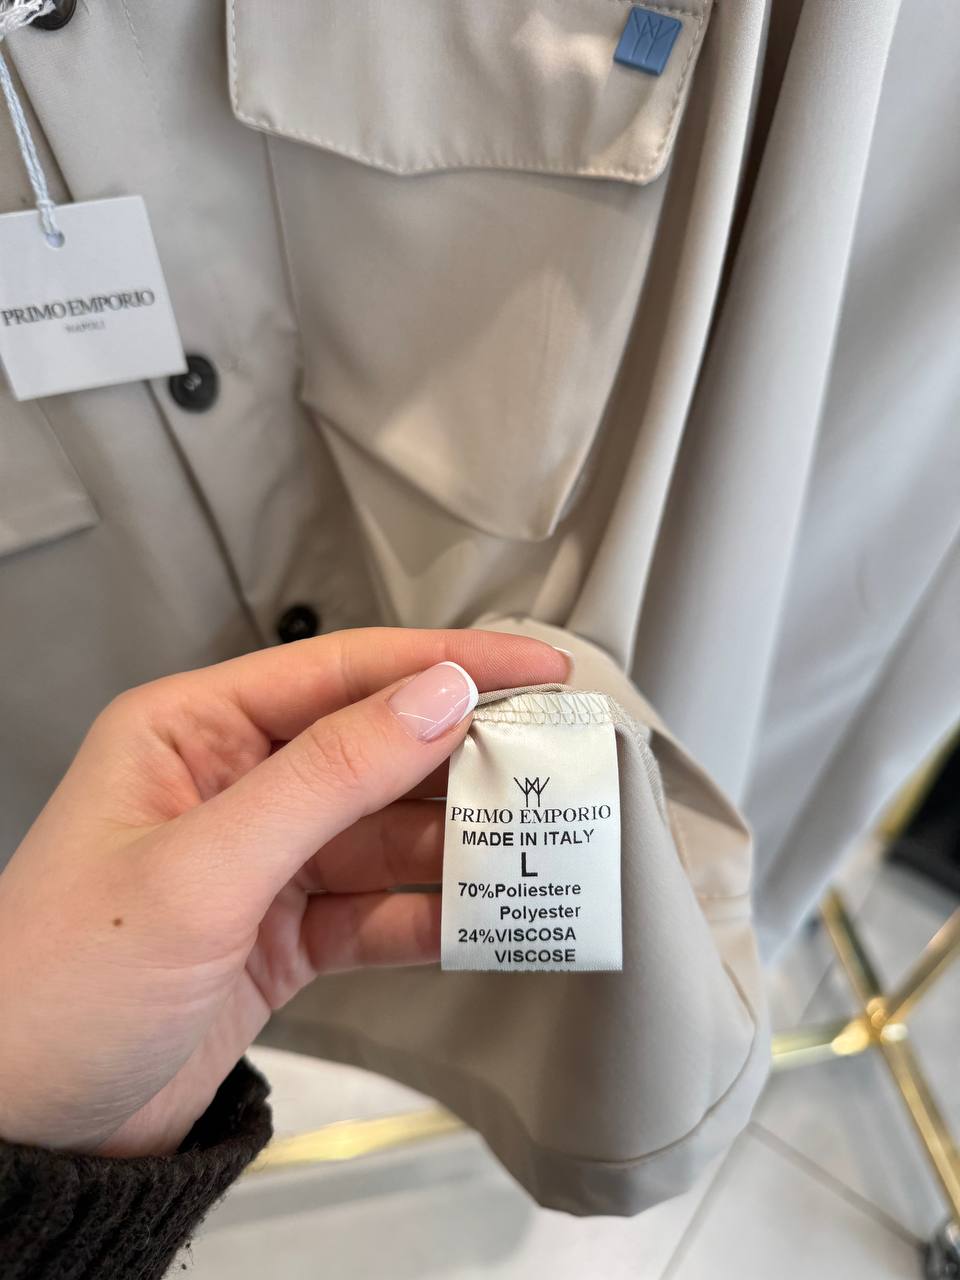 PRIMO EMPORIO
NAPOLI
PRIMO EMPORIO
MADE IN ITALY
L
70%Poliestere
Polyester
24%VISCOSA
VISCOSE